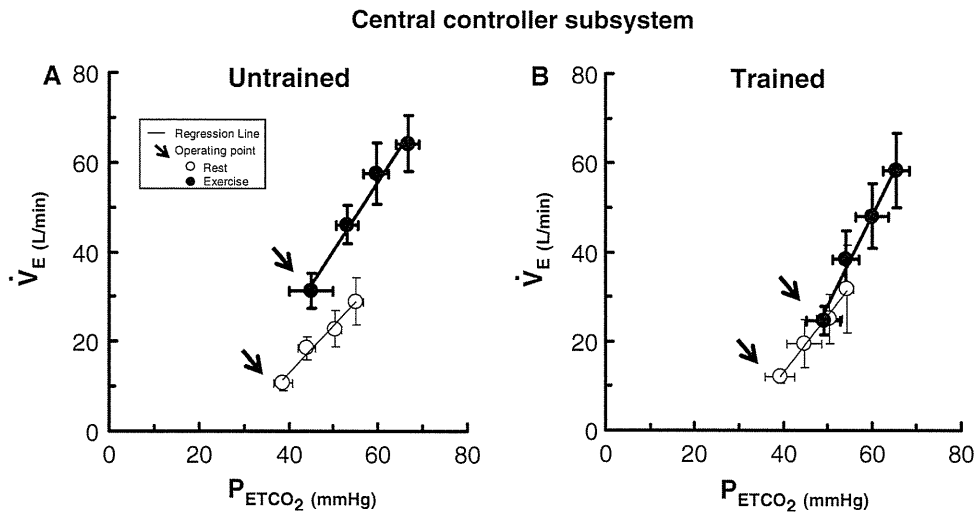 Central controller subsystem
A Untrained
B Trained
80
60
40
20
0
V̇E (L/min)
Regression Line
Operating point
Rest
Exercise
0 20 40 60 80
PETCO2 (mmHg)
80
60
40
20
0
V̇E (L/min)
0 20 40 60 80
PETCO2 (mmHg)